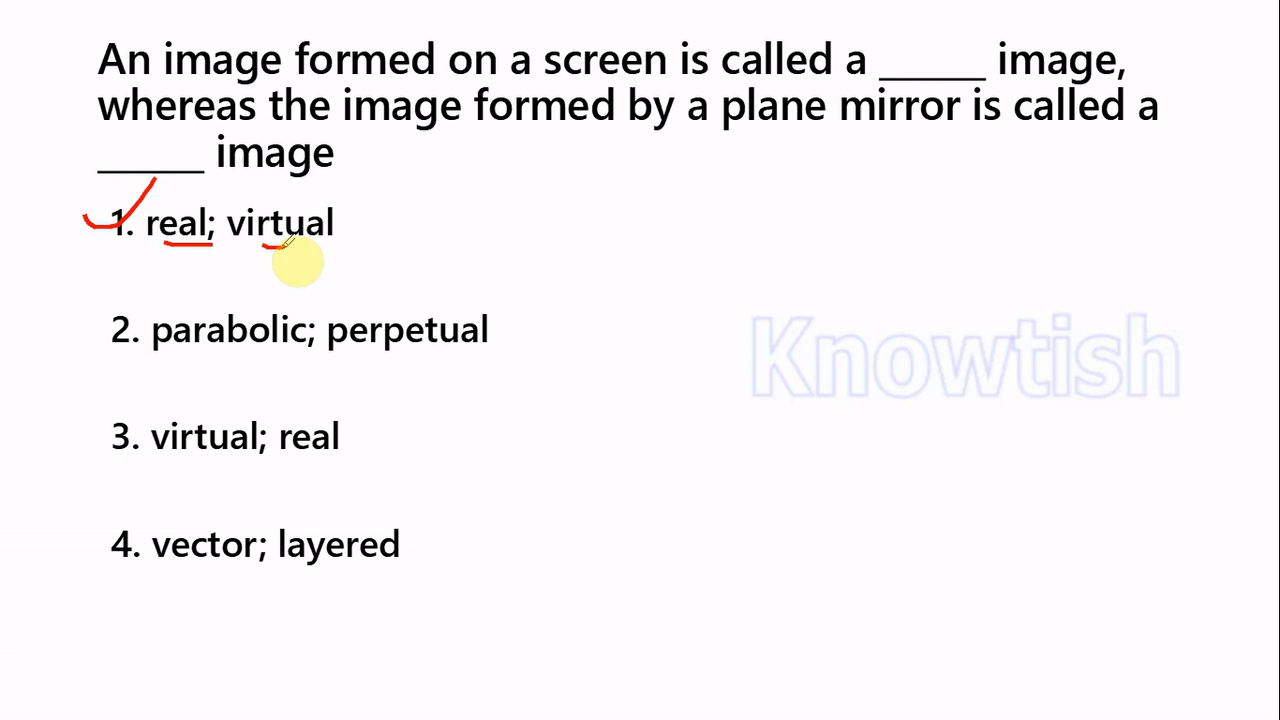 An image formed on a screen is called a ______ image,
whereas the image formed by a plane mirror is called a
______ image
1. real; virtual
2. parabolic; perpetual
Knowtish
3. virtual; real
4. vector; layered